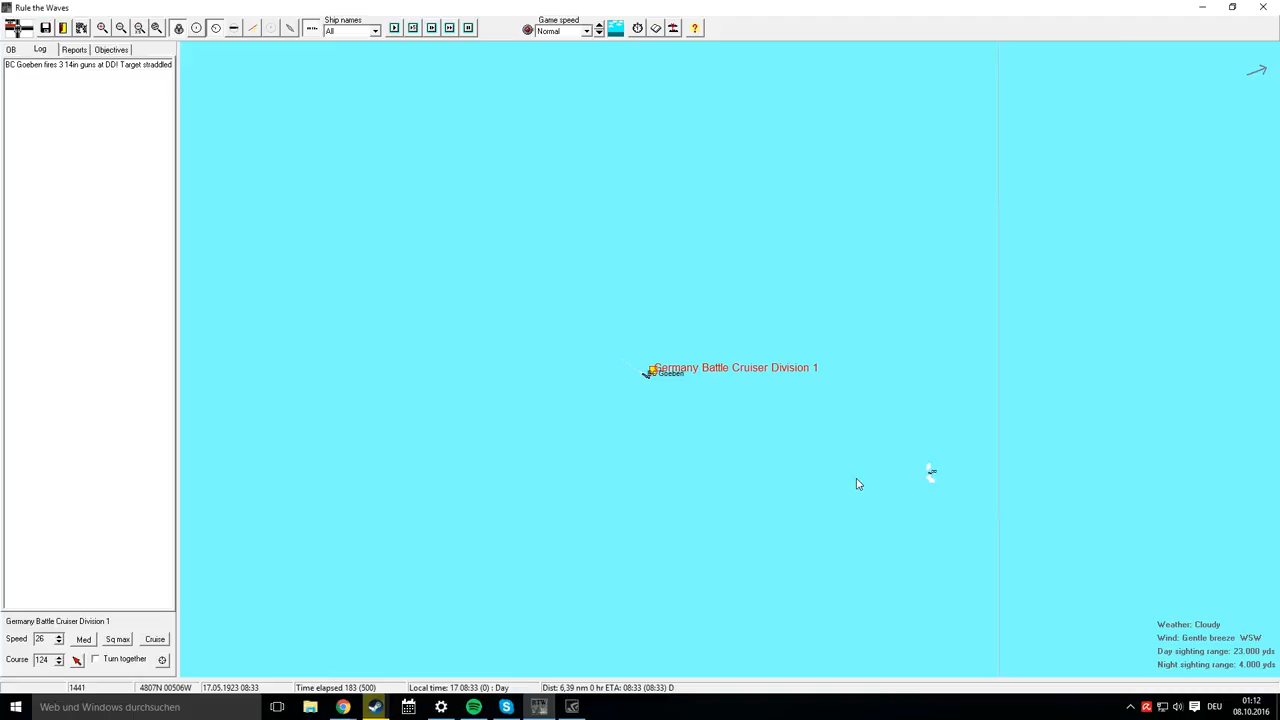 Rule the Waves
Ship names
All
Game speed
Normal
OB Log Reports Objectives
BC Goeben fires 3 14in guns at DD! Target straddled
Germany Battle Cruiser Division 1
BC Goeben
DD
Weather: Cloudy
Wind: Gentle breeze WSW
Day sighting range: 23.000 yds
Night sighting range: 4.000 yds
Germany Battle Cruiser Division 1
Speed 26 Med Sq max Cruise
Course 124 Turn together
1441 4807N 00506W 17.05.1923 08:33 Time elapsed 183 (500) Local time: 17 08:33 (0) : Day Dist: 6,39 nm 0 hr ETA: 08:33 (08:33) D
Web und Windows durchsuchen
RTW
DEU
01:12
08.10.2016